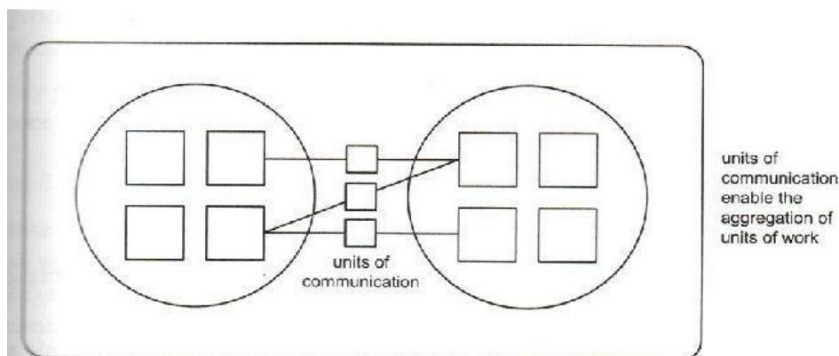 units of
communication
units of
communication
enable the
aggregation of
units of work